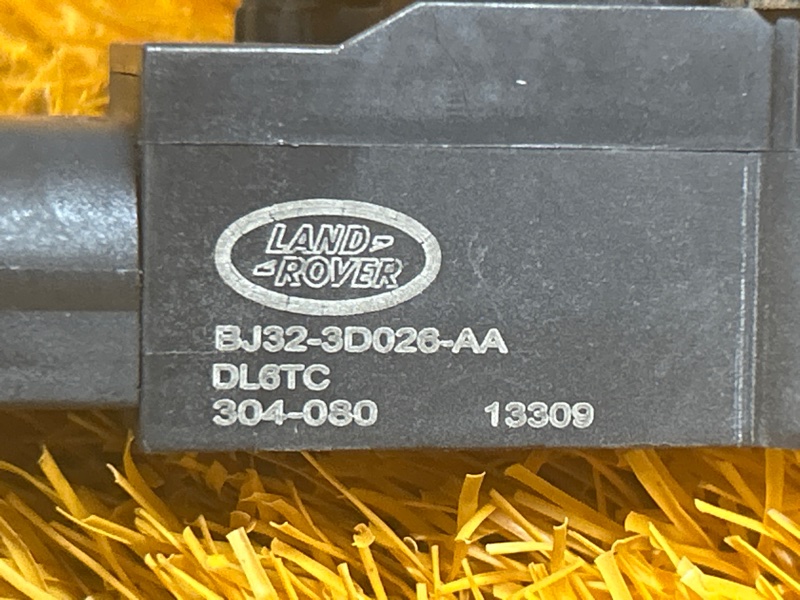 LAND-
-ROVER
BJ32-3D026-AA
DL6TC
304-080 13309